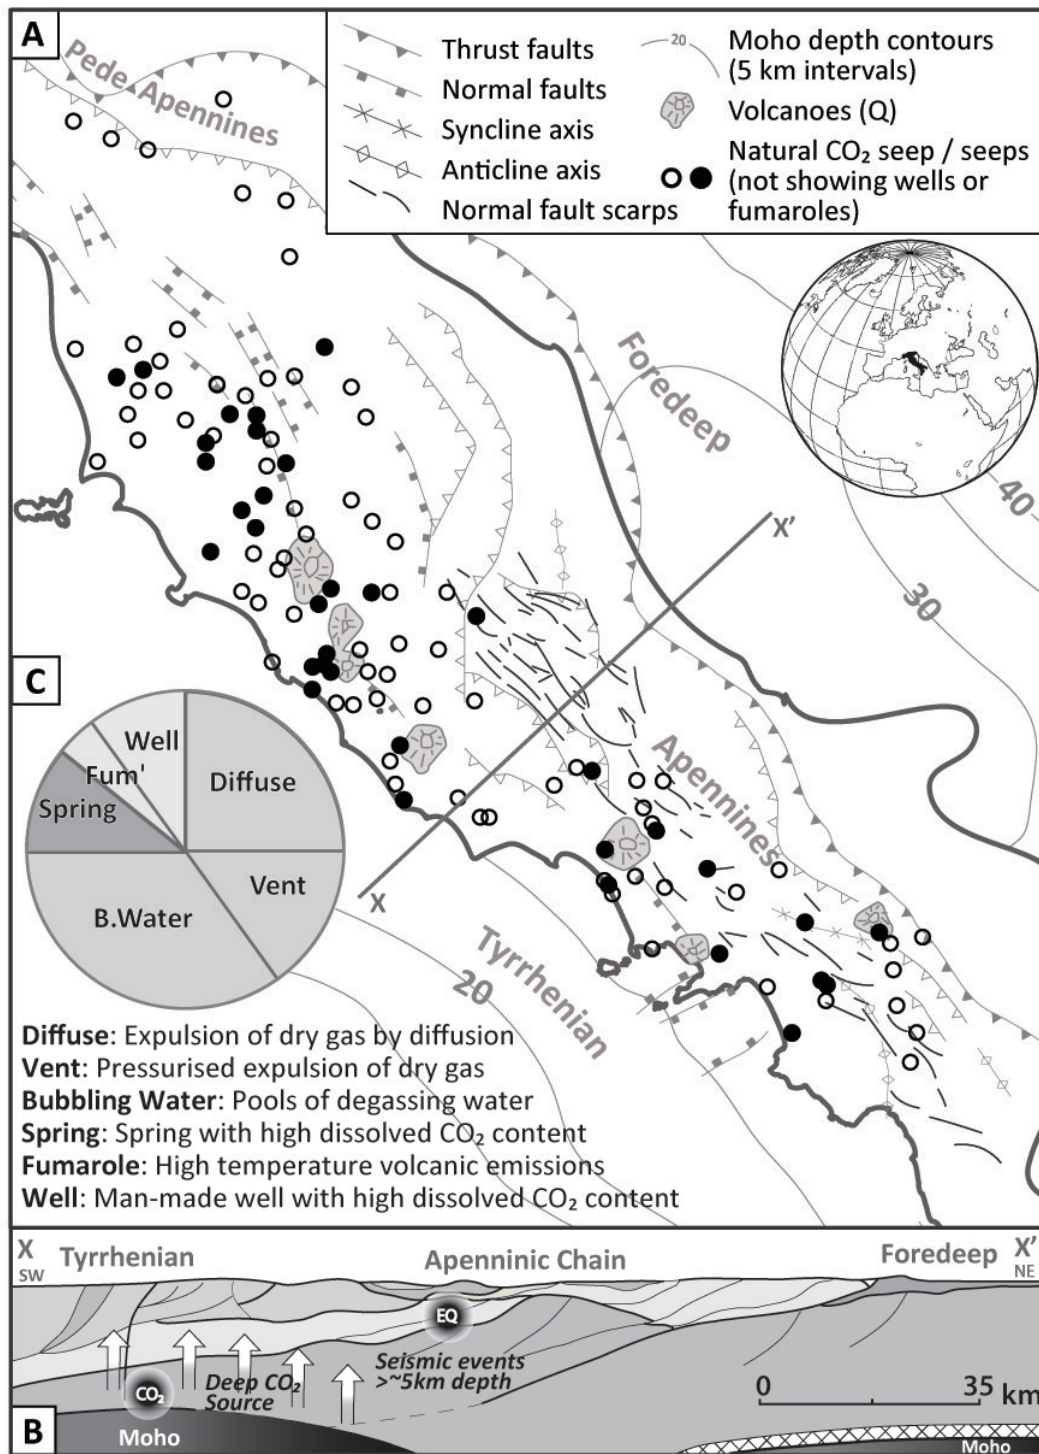 A
Thrust faults
Normal faults
Syncline axis
Anticline axis
Normal fault scarps
20
Moho depth contours
(5 km intervals)
Volcanoes (Q)
Natural CO₂ seep / seeps
(not showing wells or
fumaroles)
Pede-Apennines
Foredeep
40
30
X'
Apennines
X
Tyrrhenian
20
C
Well
Fum'
Diffuse
Spring
Vent
B.Water
Diffuse: Expulsion of dry gas by diffusion
Vent: Pressurised expulsion of dry gas
Bubbling Water: Pools of degassing water
Spring: Spring with high dissolved CO₂ content
Fumarole: High temperature volcanic emissions
Well: Man-made well with high dissolved CO₂ content
X
SW
Tyrrhenian
Apenninic Chain
Foredeep
X'
NE
EQ
Seismic events
>~5km depth
CO₂
Deep CO₂
Source
0 35 km
B
Moho
Moho